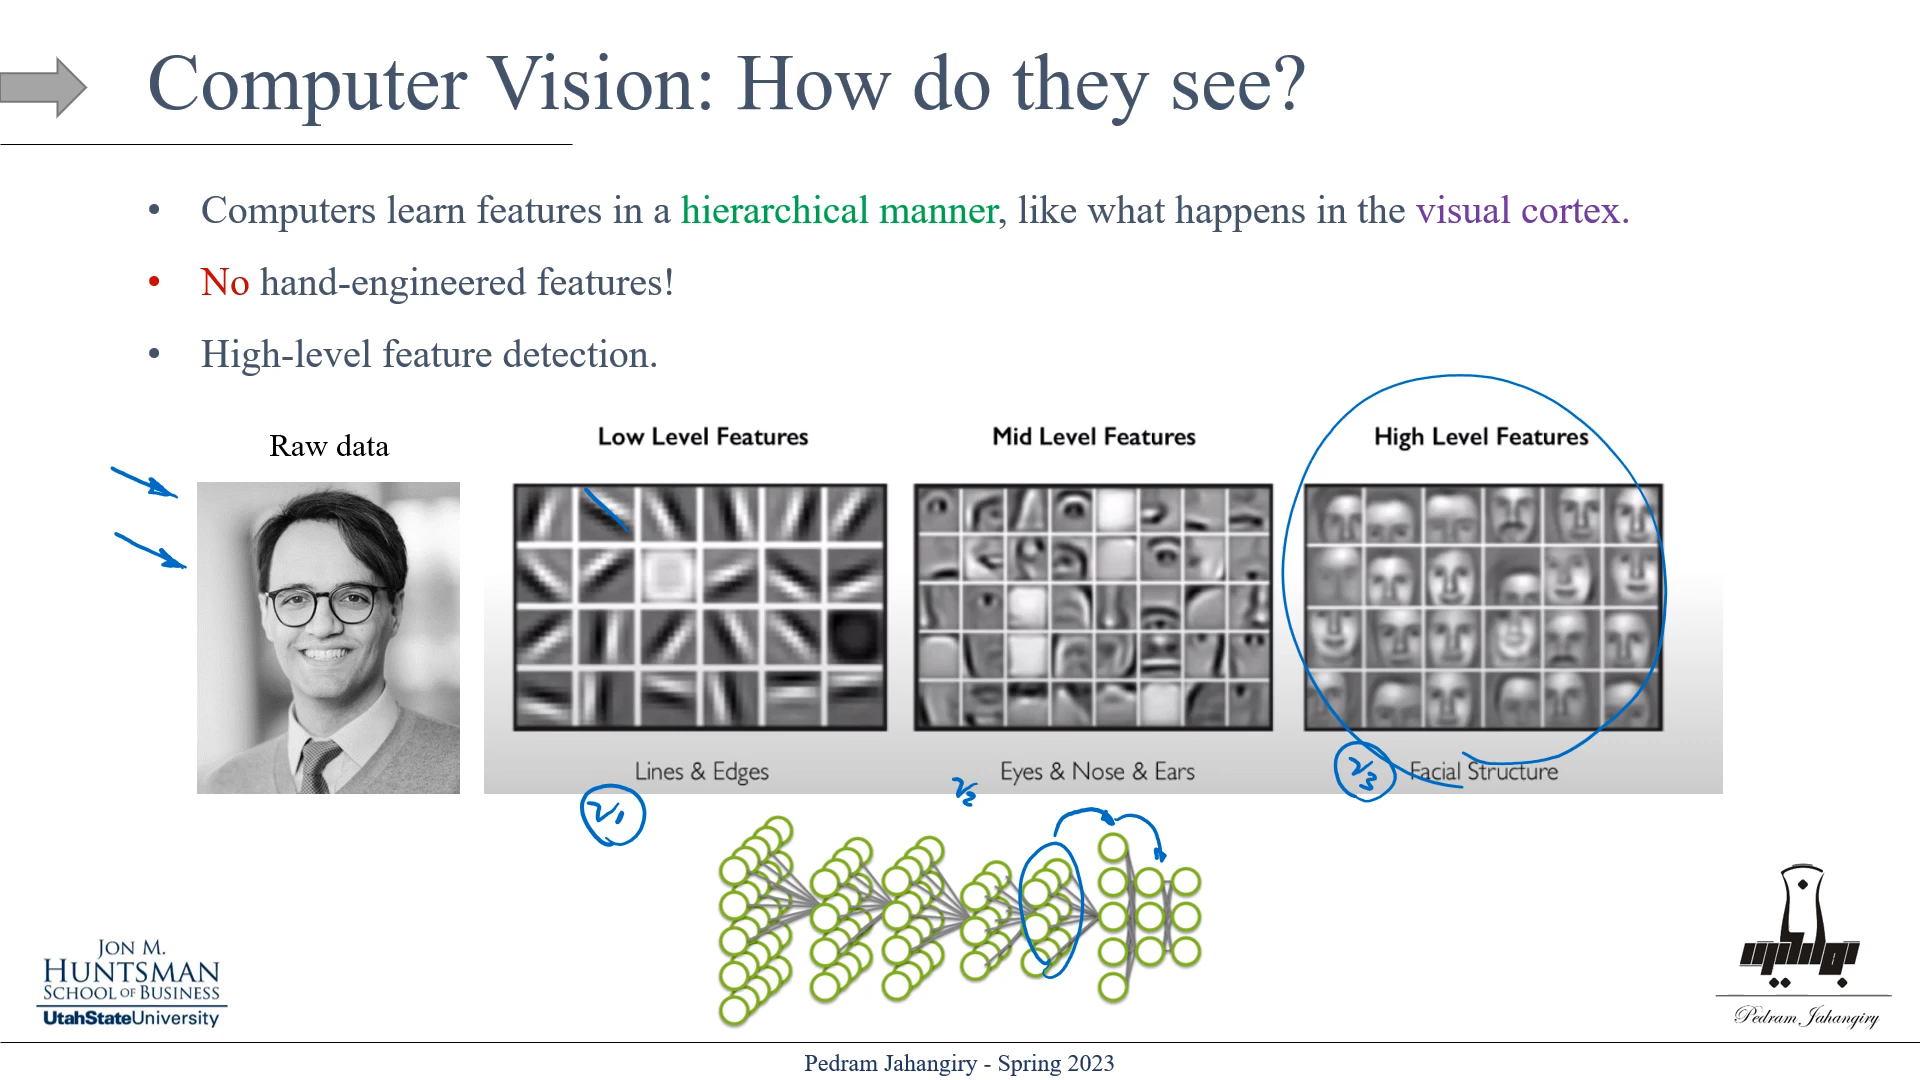 Computer Vision: How do they see?
• Computers learn features in a hierarchical manner, like what happens in the visual cortex.
• No hand-engineered features!
• High-level feature detection.
Raw data
Low Level Features
Mid Level Features
High Level Features
Lines & Edges
Eyes & Nose & Ears
Facial Structure
V1
V2
V3
JON M.
HUNTSMAN
SCHOOL OF BUSINESS
UtahStateUniversity
Pedram Jahangiry
Pedram Jahangiry - Spring 2023